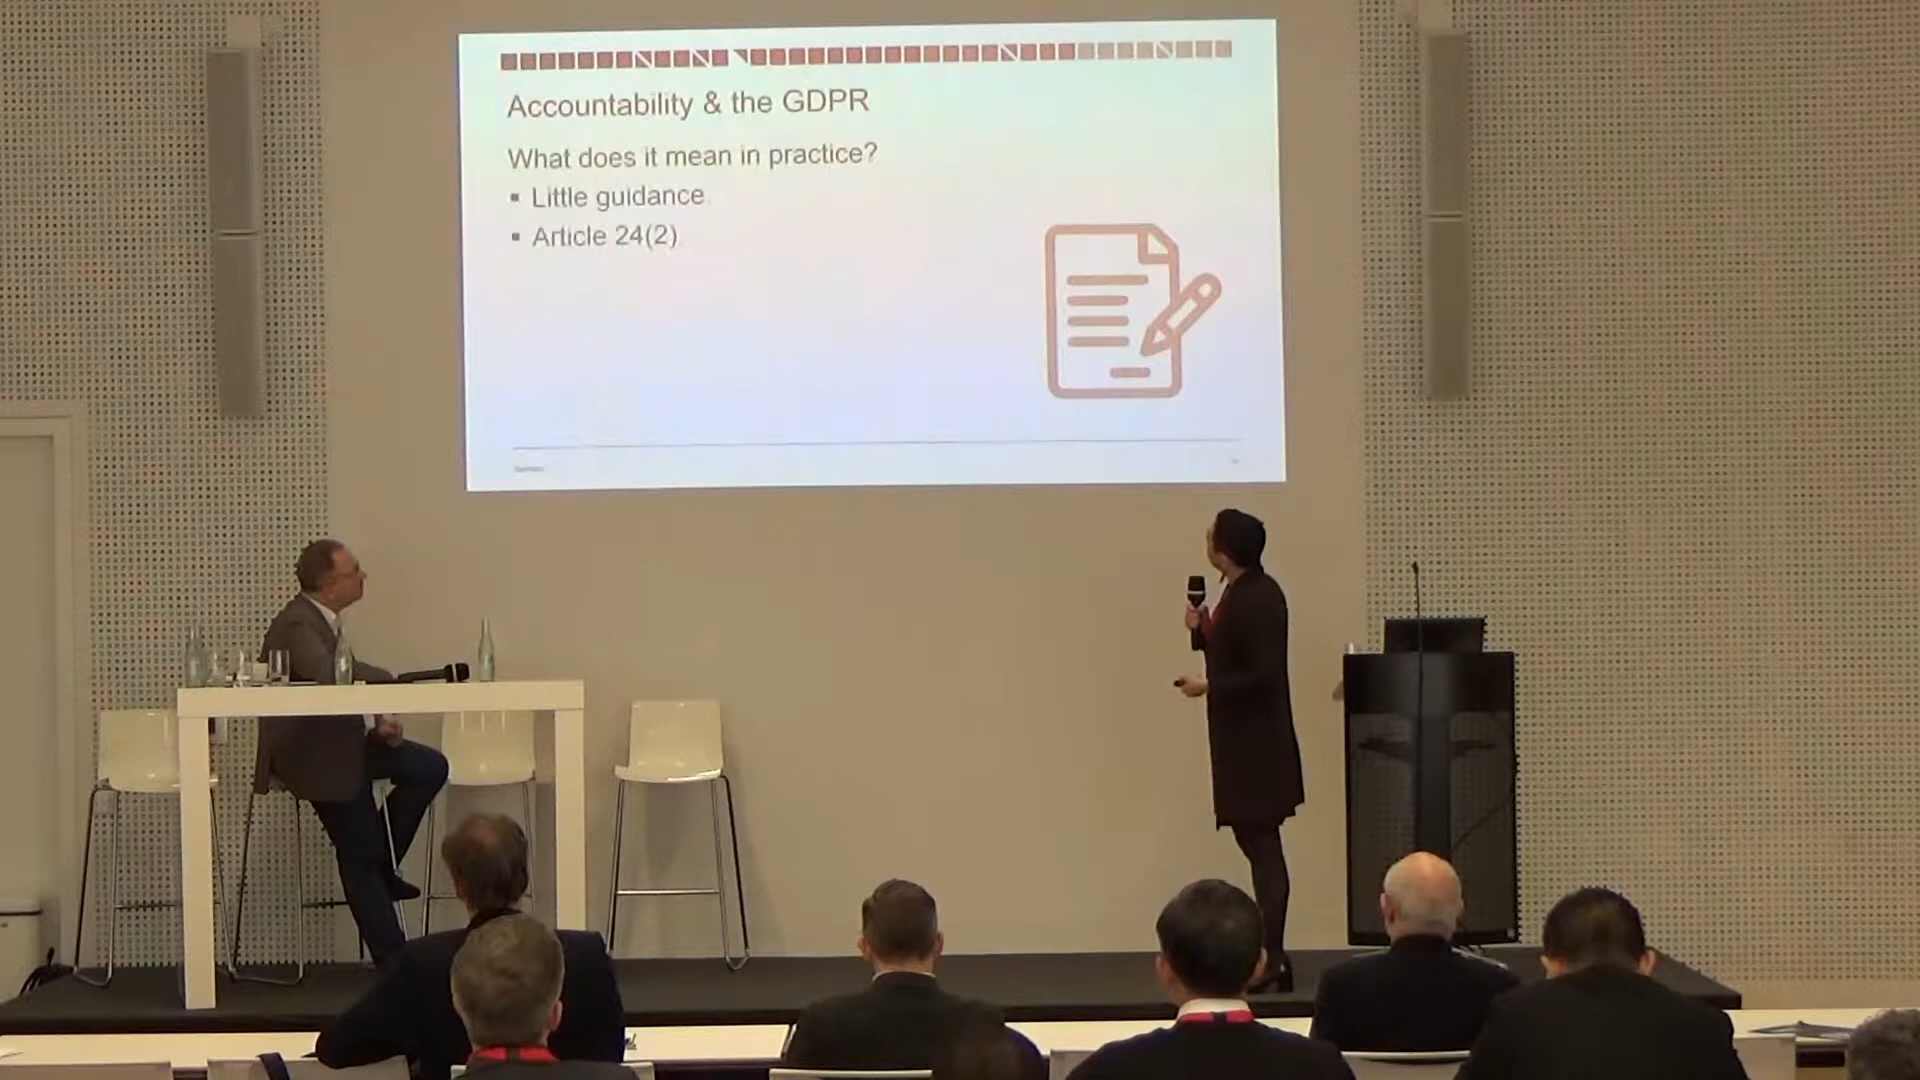 Accountability & the GDPR
What does it mean in practice?
▪ Little guidance
▪ Article 24(2)